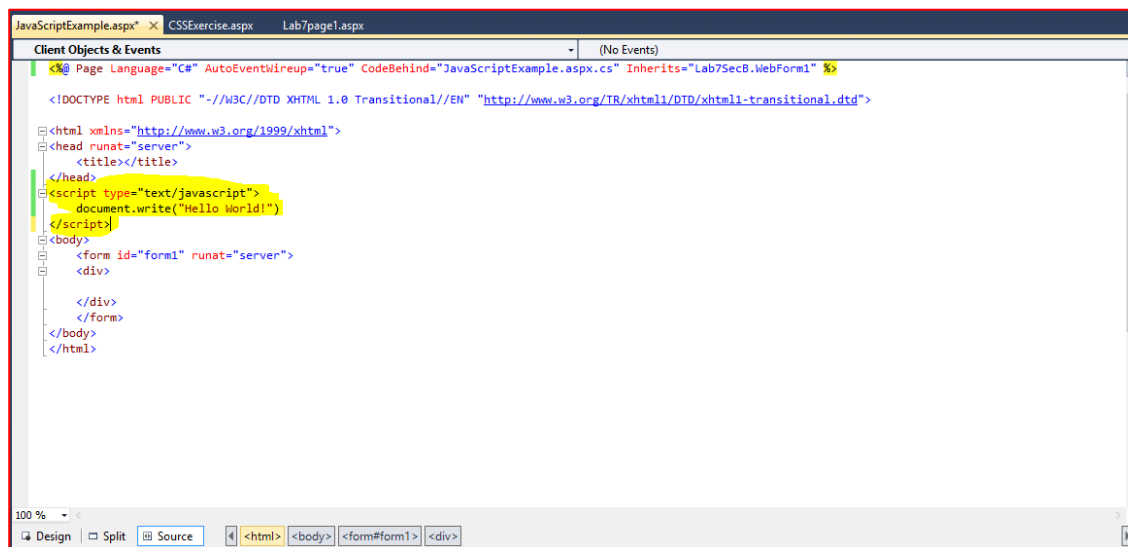 JavaScriptExample.aspx* CSSExercise.aspx Lab7page1.aspx
Client Objects & Events (No Events)
<%@ Page Language="C#" AutoEventWireup="true" CodeBehind="JavaScriptExample.aspx.cs" Inherits="Lab7SecB.WebForm1" %>
<!DOCTYPE html PUBLIC "-//W3C//DTD XHTML 1.0 Transitional//EN" "http://www.w3.org/TR/xhtml1/DTD/xhtml1-transitional.dtd">
<html xmlns="http://www.w3.org/1999/xhtml">
<head runat="server">
<title></title>
</head>
<script type="text/javascript">
document.write("Hello World!")
</script>
<body>
<form id="form1" runat="server">
<div>
</div>
</form>
</body>
</html>
100 %
Design Split Source <html> <body> <form#form1> <div>